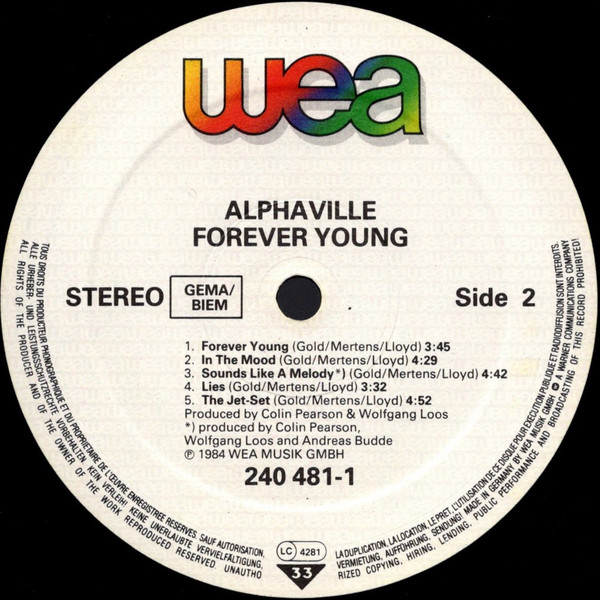 wea
ALPHAVILLE
FOREVER YOUNG
STEREO
GEMA/
BIEM
Side 2
1. Forever Young (Gold/Mertens/Lloyd) 3:45
2. In The Mood (Gold/Mertens/Lloyd) 4:29
3. Sounds Like A Melody*) (Gold/Mertens/Lloyd) 4:42
4. Lies (Gold/Mertens/Lloyd) 3:32
5. The Jet-Set (Gold/Mertens/Lloyd) 4:52
Produced by Colin Pearson & Wolfgang Loos
*) produced by Colin Pearson,
Wolfgang Loos and Andreas Budde
℗ 1984 WEA MUSIK GMBH
240 481-1
TOUS DROITS DU PRODUCTEUR PHONOGRAPHIQUE ET DU PROPRIETAIRE DE L'ŒUVRE ENREGISTREE RESERVES. SAUF AUTORISATION,
ALLE URHEBER- UND LEISTUNGSSCHUTZRECHTE VORBEHALTEN. KEIN VERLEIH! KEINE UNERLAUBTE VERVIELFÄLTIGUNG,
ALL RIGHTS OF THE PRODUCER AND OF THE OWNER OF THE WORK REPRODUCED RESERVED. UNAUTHO
LC 4281
33
LA DUPLICATION, LA LOCATION, LE PRET, L'UTILISATION DE CE DISQUE POUR EXECUTION PUBLIQUE ET RADIODIFFUSION SONT INTERDITS.
VERMIETUNG, AUFFÜHRUNG, SENDUNG! MADE IN GERMANY BY WEA MUSIK GMBH A WARNER COMMUNICATIONS COMPANY
RIZED COPYING, HIRING, LENDING, PUBLIC PERFORMANCE AND BROADCASTING OF THIS RECORD PROHIBITED!